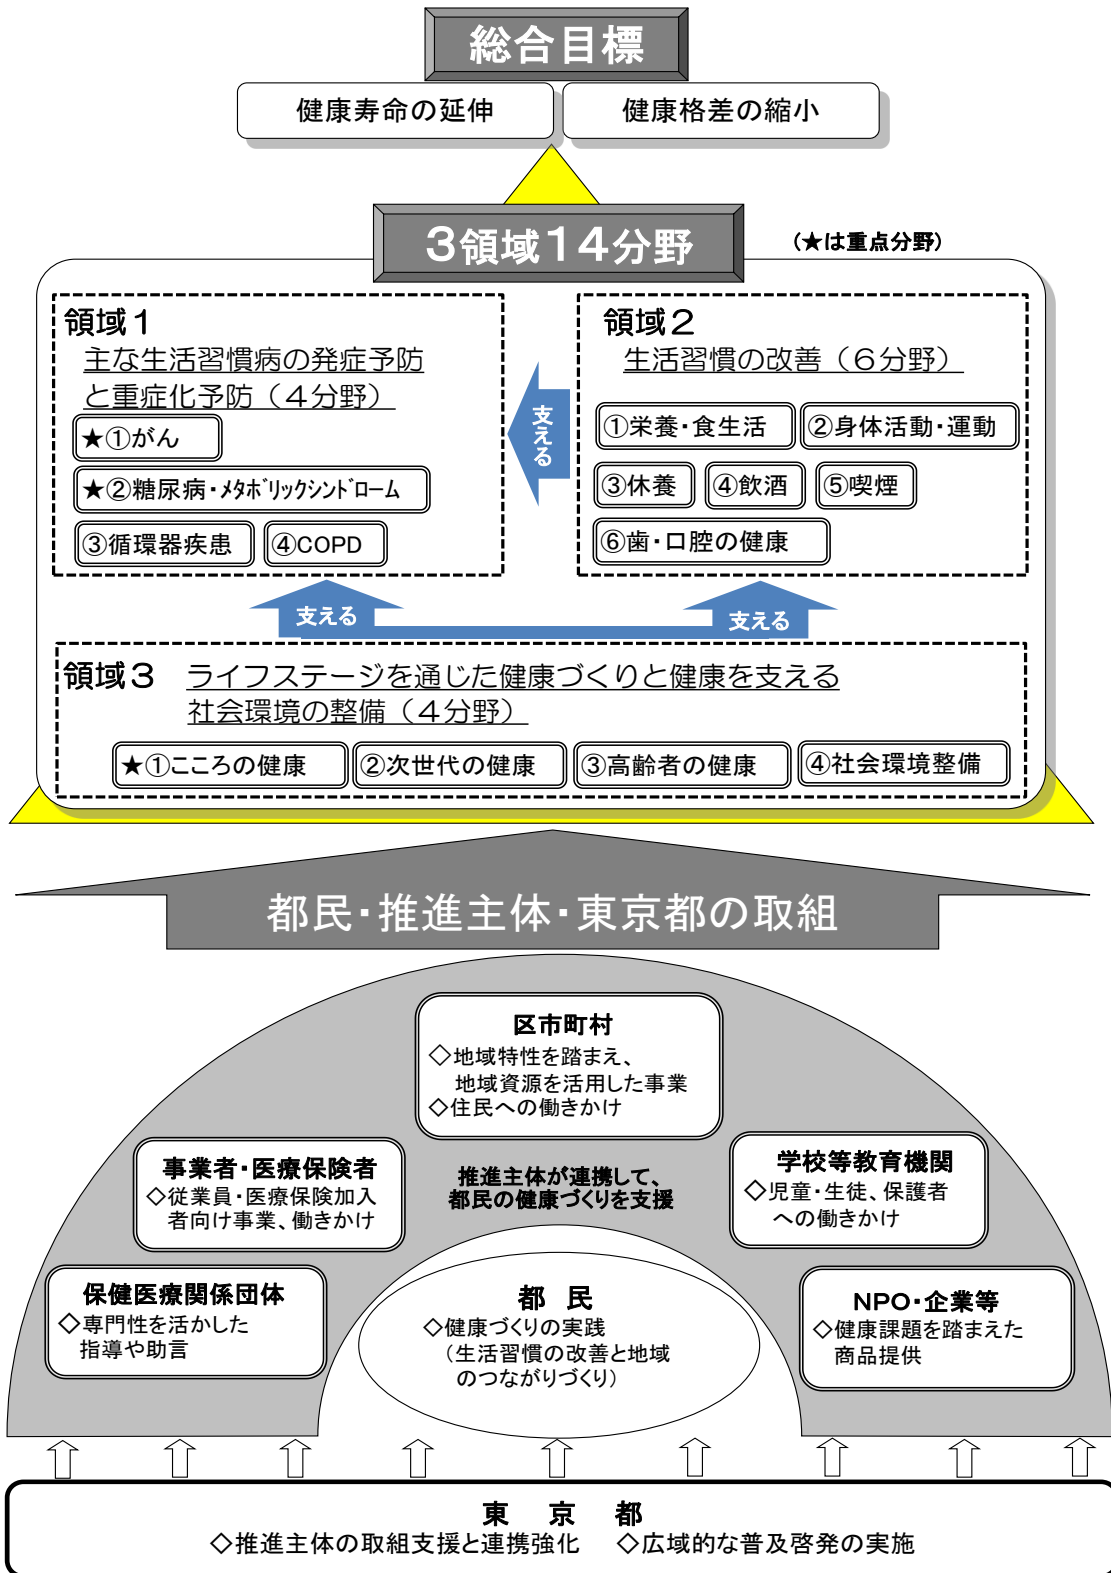 総合目標
健康寿命の延伸
健康格差の縮小
3領域14分野
(★は重点分野)
領域1
主な生活習慣病の発症予防
と重症化予防（4分野）
★①がん
★②糖尿病・ﾒﾀﾎﾞﾘｯｸｼﾝﾄﾞﾛｰﾑ
③循環器疾患
④COPD
支える
領域2
生活習慣の改善（6分野）
①栄養・食生活
②身体活動・運動
③休養
④飲酒
⑤喫煙
⑥歯・口腔の健康
支える
支える
領域3
ライフステージを通じた健康づくりと健康を支える
社会環境の整備（4分野）
★①こころの健康
②次世代の健康
③高齢者の健康
④社会環境整備
都民・推進主体・東京都の取組
区市町村
◇地域特性を踏まえ、
地域資源を活用した事業
◇住民への働きかけ
事業者・医療保険者
◇従業員・医療保険加入
者向け事業、働きかけ
推進主体が連携して、
都民の健康づくりを支援
学校等教育機関
◇児童・生徒、保護者
への働きかけ
保健医療関係団体
◇専門性を活かした
指導や助言
都 民
◇健康づくりの実践
（生活習慣の改善と地域
のつながりづくり）
NPO・企業等
◇健康課題を踏まえた
商品提供
東 京 都
◇推進主体の取組支援と連携強化 ◇広域的な普及啓発の実施